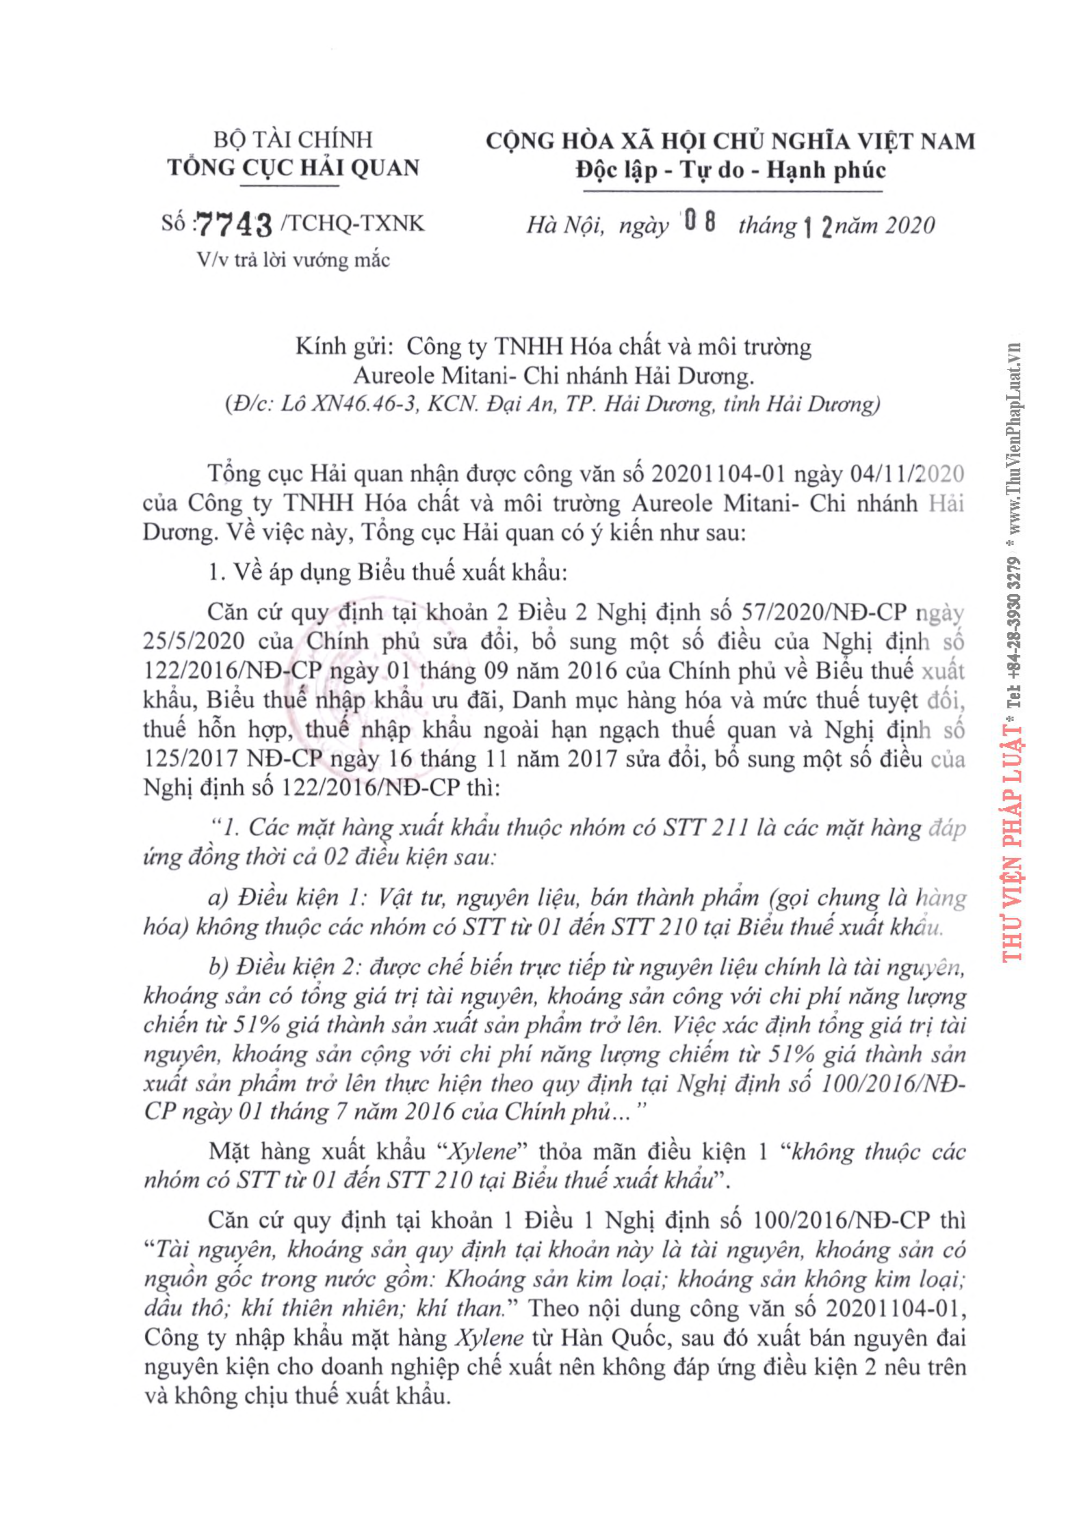 BỘ TÀI CHÍNH
TỔNG CỤC HẢI QUAN
CỘNG HÒA XÃ HỘI CHỦ NGHĨA VIỆT NAM
Độc lập - Tự do - Hạnh phúc
Số :7743 /TCHQ-TXNK
V/v trả lời vướng mắc
Hà Nội, ngày 08 tháng 12 năm 2020
Kính gửi: Công ty TNHH Hóa chất và môi trường
Aureole Mitani- Chi nhánh Hải Dương.
(Đ/c: Lô XN46.46-3, KCN. Đại An, TP. Hải Dương, tỉnh Hải Dương)
Tổng cục Hải quan nhận được công văn số 20201104-01 ngày 04/11/2020
của Công ty TNHH Hóa chất và môi trường Aureole Mitani- Chi nhánh Hải
Dương. Về việc này, Tổng cục Hải quan có ý kiến như sau:
1. Về áp dụng Biểu thuế xuất khẩu:
Căn cứ quy định tại khoản 2 Điều 2 Nghị định số 57/2020/NĐ-CP ngày
25/5/2020 của Chính phủ sửa đổi, bổ sung một số điều của Nghị định số
122/2016/NĐ-CP ngày 01 tháng 09 năm 2016 của Chính phủ về Biểu thuế xuất
khẩu, Biểu thuế nhập khẩu ưu đãi, Danh mục hàng hóa và mức thuế tuyệt đối,
thuế hỗn hợp, thuế nhập khẩu ngoài hạn ngạch thuế quan và Nghị định số
125/2017 NĐ-CP ngày 16 tháng 11 năm 2017 sửa đổi, bổ sung một số điều của
Nghị định số 122/2016/NĐ-CP thì:
“1. Các mặt hàng xuất khẩu thuộc nhóm có STT 211 là các mặt hàng đáp
ứng đồng thời cả 02 điều kiện sau:
a) Điều kiện 1: Vật tư, nguyên liệu, bán thành phẩm (gọi chung là hàng
hóa) không thuộc các nhóm có STT từ 01 đến STT 210 tại Biểu thuế xuất khẩu.
b) Điều kiện 2: được chế biến trực tiếp từ nguyên liệu chính là tài nguyên,
khoáng sản có tổng giá trị tài nguyên, khoáng sản công với chi phí năng lượng
chiến từ 51% giá thành sản xuất sản phẩm trở lên. Việc xác định tổng giá trị tài
nguyên, khoáng sản cộng với chi phí năng lượng chiếm từ 51% giá thành sản
xuất sản phẩm trở lên thực hiện theo quy định tại Nghị định số 100/2016/NĐ-
CP ngày 01 tháng 7 năm 2016 của Chính phủ...”
Mặt hàng xuất khẩu “Xylene” thỏa mãn điều kiện 1 “không thuộc các
nhóm có STT từ 01 đến STT 210 tại Biểu thuế xuất khẩu”.
Căn cứ quy định tại khoản 1 Điều 1 Nghị định số 100/2016/NĐ-CP thì
“Tài nguyên, khoáng sản quy định tại khoản này là tài nguyên, khoáng sản có
nguồn gốc trong nước gồm: Khoáng sản kim loại; khoáng sản không kim loại;
dầu thô; khí thiên nhiên; khí than.” Theo nội dung công văn số 20201104-01,
Công ty nhập khẩu mặt hàng Xylene từ Hàn Quốc, sau đó xuất bán nguyên đai
nguyên kiện cho doanh nghiệp chế xuất nên không đáp ứng điều kiện 2 nêu trên
và không chịu thuế xuất khẩu.
THƯ VIỆN PHÁP LUẬT * Tel: +84-28-3930 3279 * www.ThuVienPhapLuat.vn